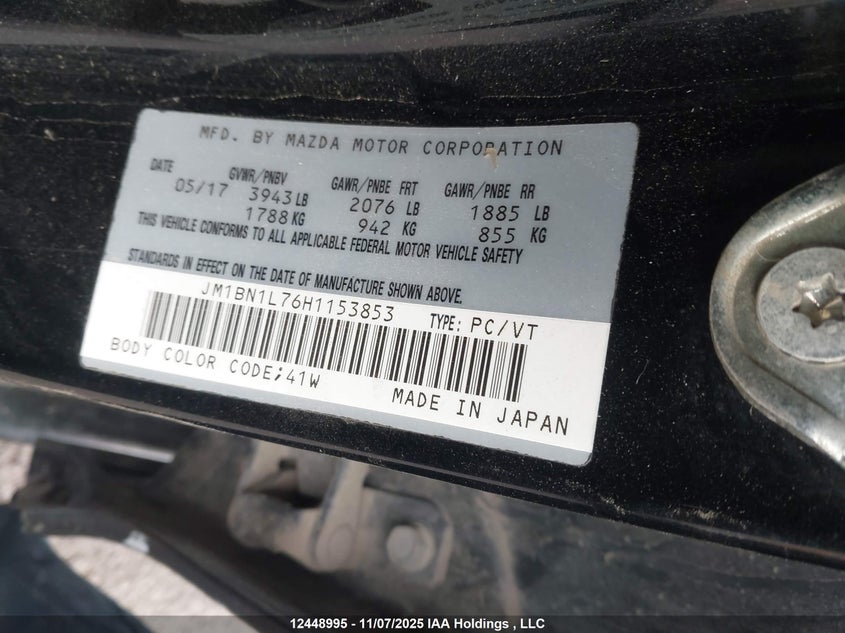 MFD. BY MAZDA MOTOR CORPORATION
DATE GVWR/PNBV GAWR/PNBE FRT GAWR/PNBE RR
05/17 3943 LB 2076 LB 1885 LB
1788 KG 942 KG 855 KG
THIS VEHICLE CONFORMS TO ALL APPLICABLE FEDERAL MOTOR VEHICLE SAFETY
STANDARDS IN EFFECT ON THE DATE OF MANUFACTURE SHOWN ABOVE.
JM1BN1L76H1153853 TYPE: PC/VT
BODY COLOR CODE;41W
MADE IN JAPAN
12448995 - 11/07/2025 IAA Holdings , LLC